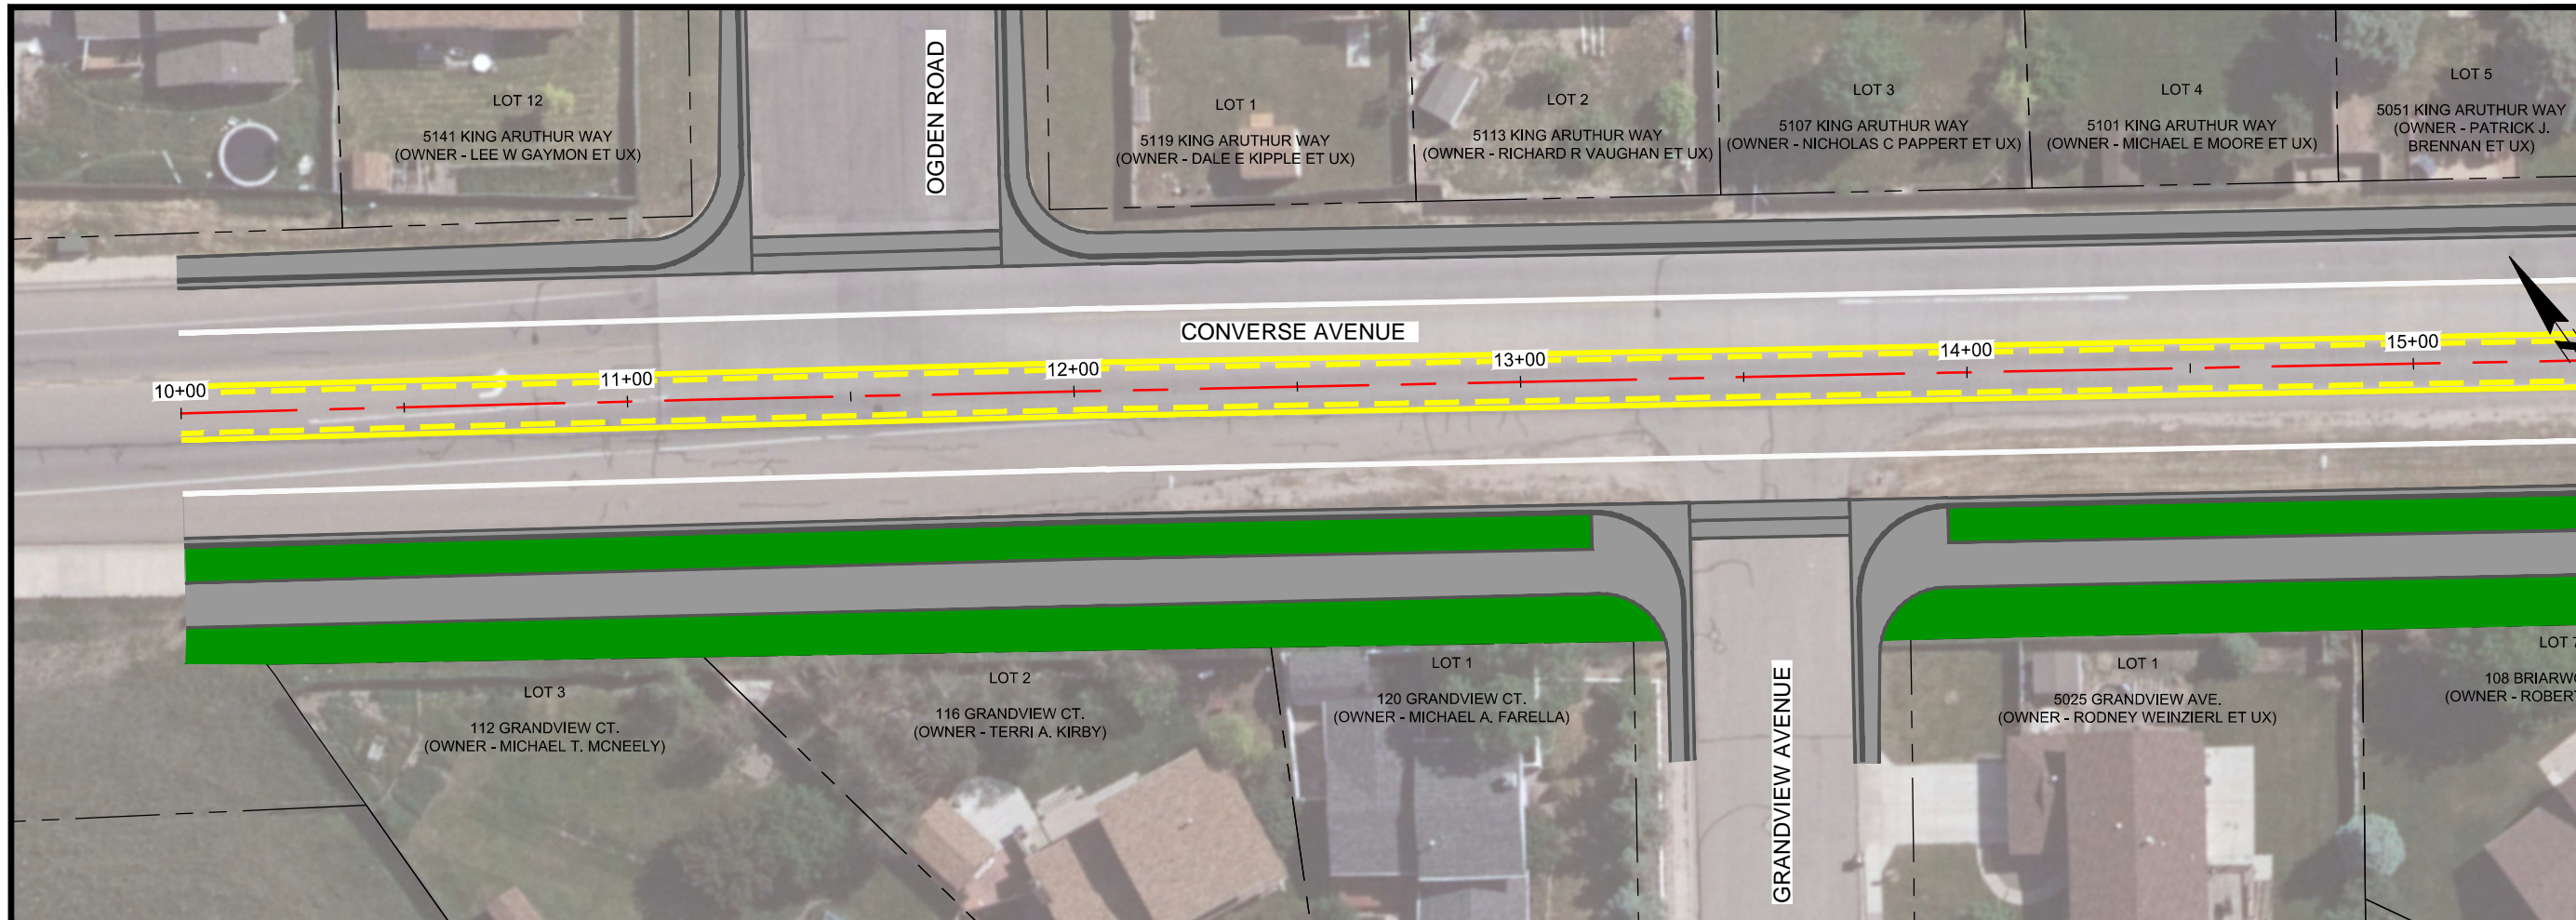 OGDEN ROAD
LOT 12
5141 KING ARUTHUR WAY
(OWNER - LEE W GAYMON ET UX)
LOT 1
5119 KING ARUTHUR WAY
(OWNER - DALE E KIPPLE ET UX)
LOT 2
5113 KING ARUTHUR WAY
(OWNER - RICHARD R VAUGHAN ET UX)
LOT 3
5107 KING ARUTHUR WAY
(OWNER - NICHOLAS C PAPPERT ET UX)
LOT 4
5101 KING ARUTHUR WAY
(OWNER - MICHAEL E MOORE ET UX)
LOT 5
5051 KING ARUTHUR WAY
(OWNER - PATRICK J.
BRENNAN ET UX)
CONVERSE AVENUE
10+00
11+00
12+00
13+00
14+00
15+00
LOT 3
112 GRANDVIEW CT.
(OWNER - MICHAEL T. MCNEELY)
LOT 2
116 GRANDVIEW CT.
(OWNER - TERRI A. KIRBY)
LOT 1
120 GRANDVIEW CT.
(OWNER - MICHAEL A. FARELLA)
GRANDVIEW AVENUE
LOT 1
5025 GRANDVIEW AVE.
(OWNER - RODNEY WEINZIERL ET UX)
LOT
108 BRIARWO
(OWNER - ROBERT